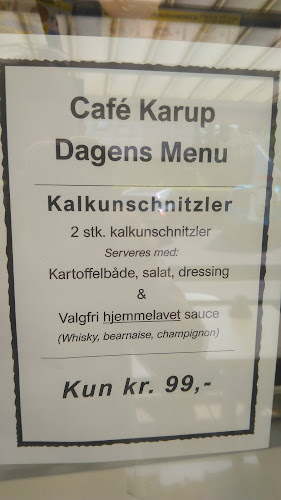 Café Karup
Dagens Menu
Kalkunschnitzler
2 stk. kalkunschnitzler
Serveres med:
Kartoffelbåde, salat, dressing
&
Valgfri hjemmelavet sauce
(Whisky, bearnaise, champignon)
Kun kr. 99,-